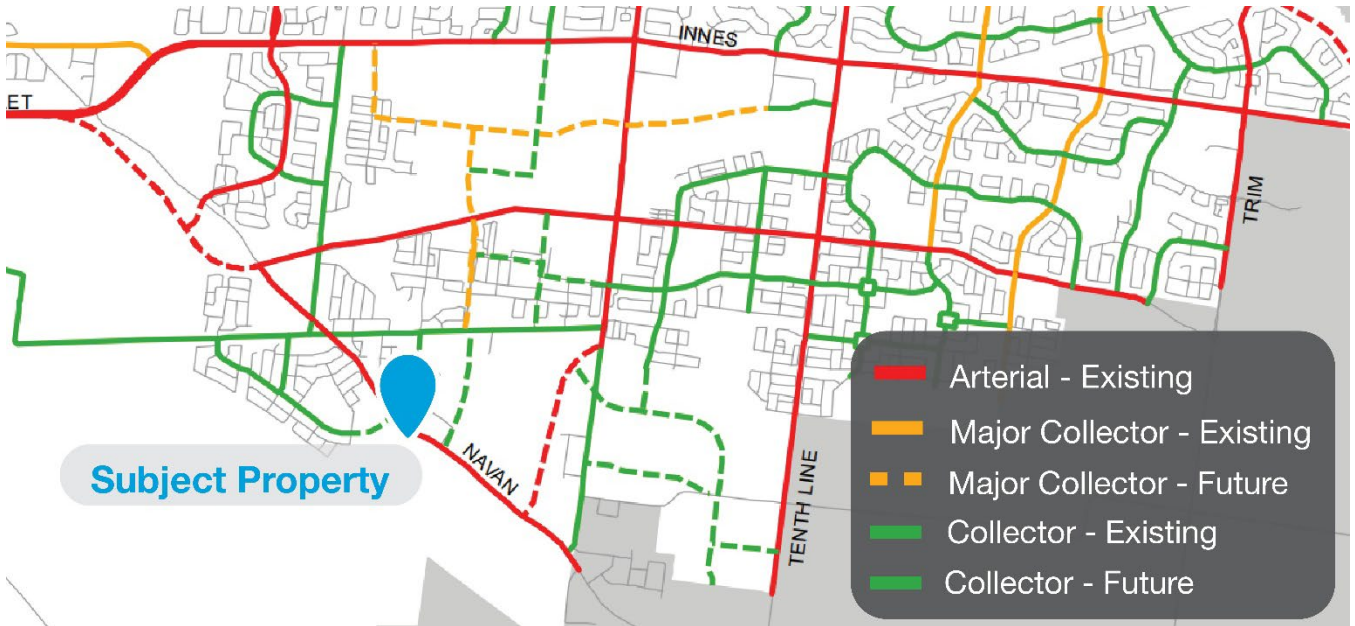 INNES
ET
TRIM
Arterial - Existing
Major Collector - Existing
Major Collector - Future
Collector - Existing
Collector - Future
Subject Property
NAVAN
TENTH LINE